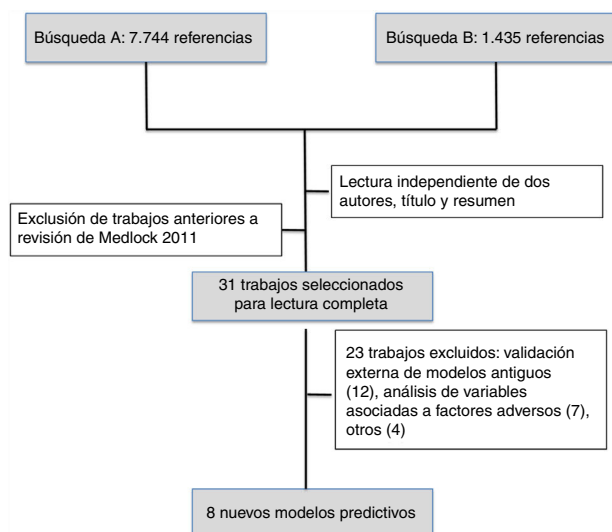 Búsqueda A: 7.744 referencias
Búsqueda B: 1.435 referencias
Lectura independiente de dos
autores, título y resumen
Exclusión de trabajos anteriores a
revisión de Medlock 2011
31 trabajos seleccionados
para lectura completa
23 trabajos excluidos: validación
externa de modelos antiguos
(12), análisis de variables
asociadas a factores adversos (7),
otros (4)
8 nuevos modelos predictivos